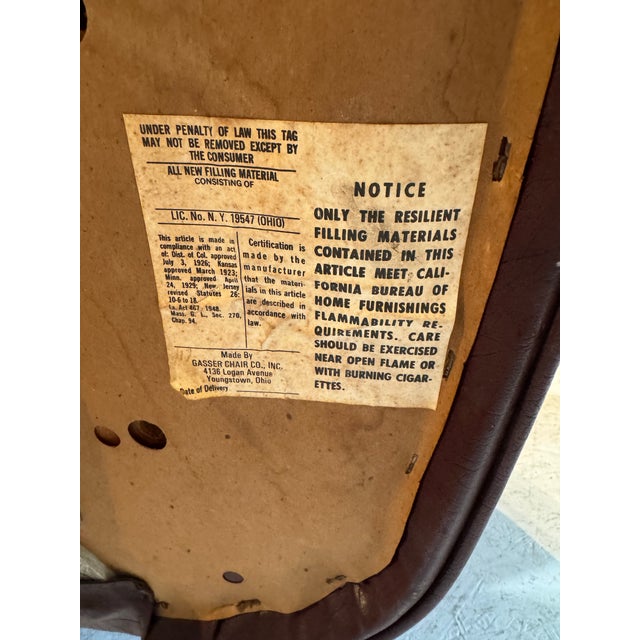 UNDER PENALTY OF LAW THIS TAG
MAY NOT BE REMOVED EXCEPT BY
THE CONSUMER
ALL NEW FILLING MATERIAL
CONSISTING OF
LIC. No. N. Y. 19547 (OHIO)
This article is made in
compliance with an act
of: Dist. of Col. approved
July 3, 1926; Kansas
approved March 1923;
Minn. approved April
24, 1929; New Jersey
revised Statutes 26:
10-6 to 18.
La. Act 467, 1948.
Mass. G. L., Sec. 270,
Chap. 94.
Certification is
made by the
manufacturer
that the materi-
als in this article
are described in
accordance with
law.
Made By
GASSER CHAIR CO., INC.
4136 Logan Avenue
Youngstown, Ohio
Date of Delivery
NOTICE
ONLY THE RESILIENT
FILLING MATERIALS
CONTAINED IN THIS
ARTICLE MEET CALI-
FORNIA BUREAU OF
HOME FURNISHINGS
FLAMMABILITY RE-
QUIREMENTS. CARE
SHOULD BE EXERCISED
NEAR OPEN FLAME OR
WITH BURNING CIGAR-
ETTES.